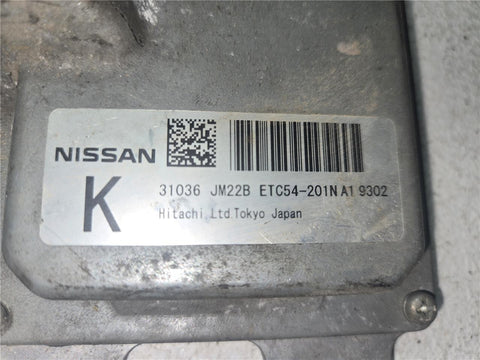 NISSAN
K
31036 JM22B ETC54-201N A1 9302
Hitachi, Ltd Tokyo Japan